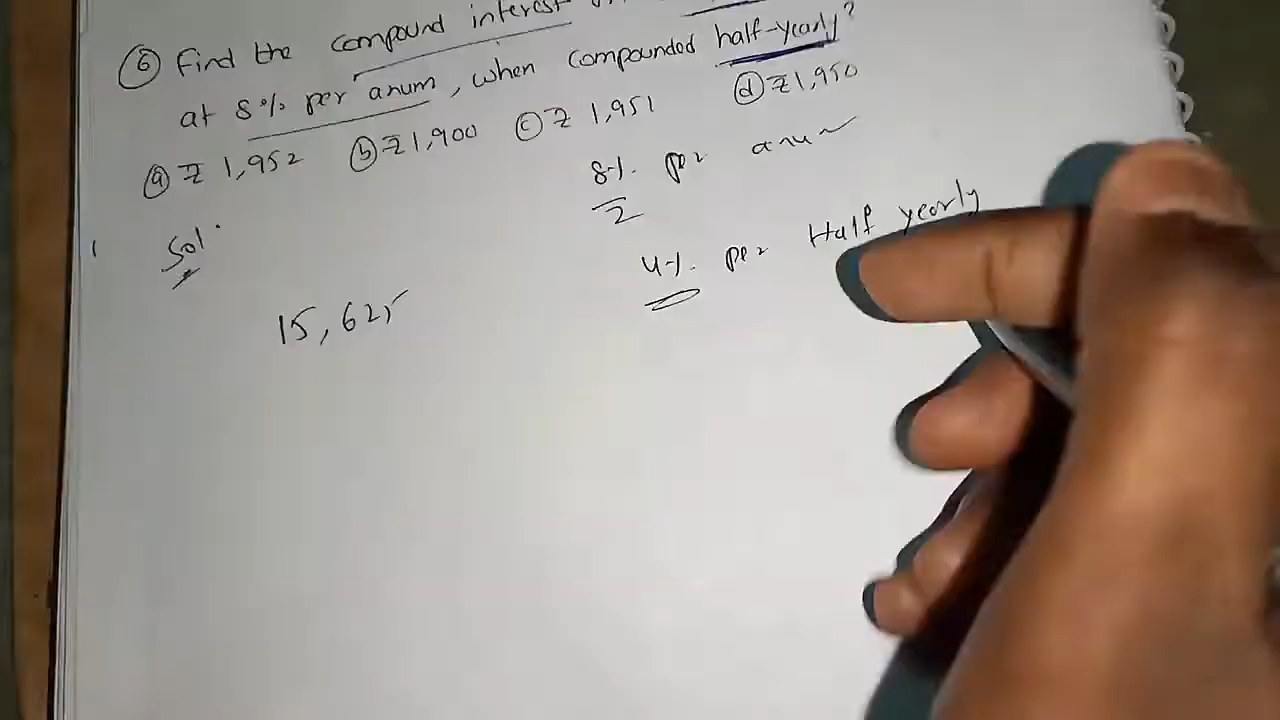 ⑥ Find the compound interest
at 8% per anum, when compounded half-yearly?
ⓐ ₹ 1,952 ⓑ ₹1,900 ⓒ ₹ 1,951 ⓓ ₹1,950
Sol.
8%/2 per anum
4% per Half yearly
15,625